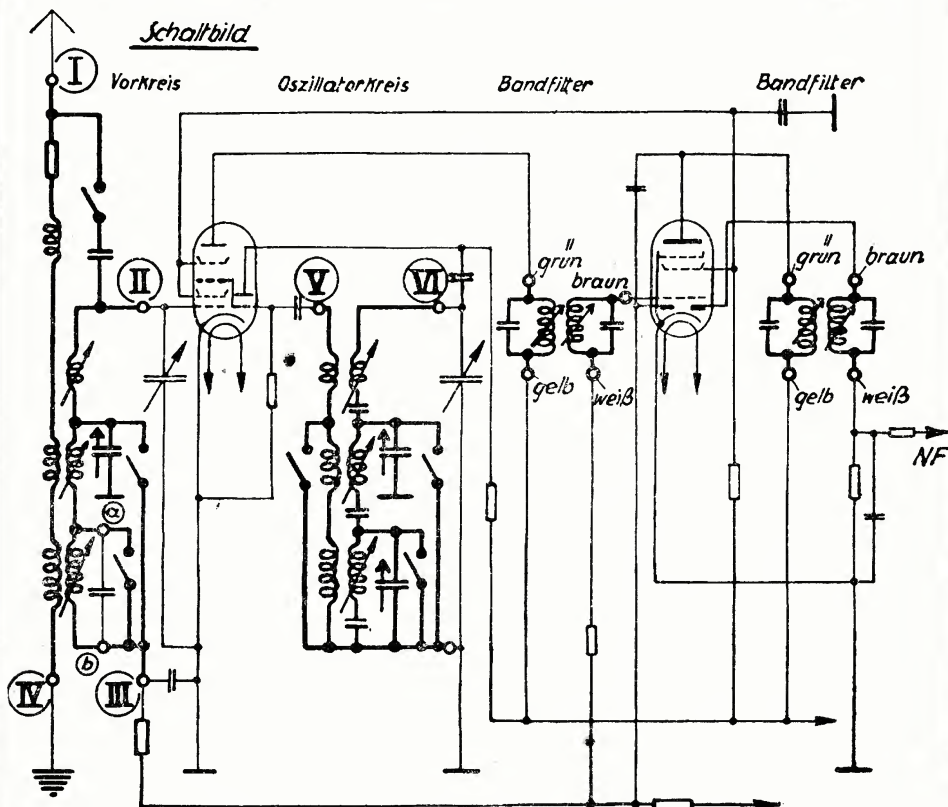 Schaltbild
I
Vorkreis
Oszillatorkreis
Bandfilter
Bandfilter
II
V
VI
grün
braun
grün
braun
gelb
weiß
gelb
weiß
NF
a
b
IV
III